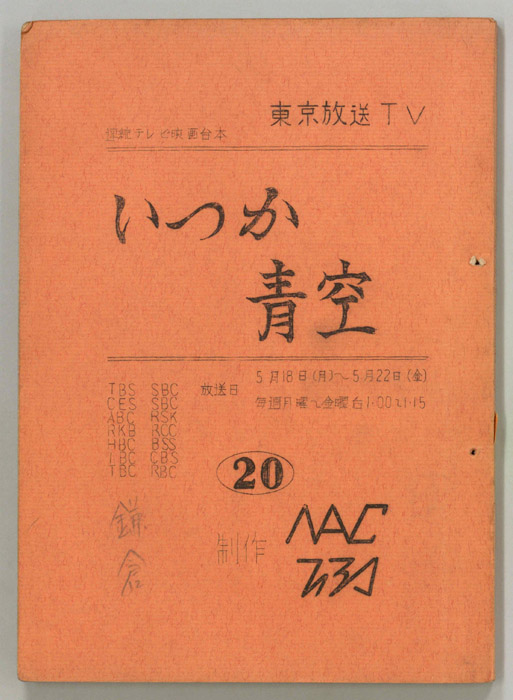 東京放送TV
連続テレビ映画台本
いつか
青空
放送日 5月18日(月)~5月22日(金)
毎週月曜~金曜后1.00~1.15
TBS SBC
CBS SBC
ABC RSK
RKB RCC
HBC BSS
CBS
TBC RBC
20
鎌倉
制作 NAC